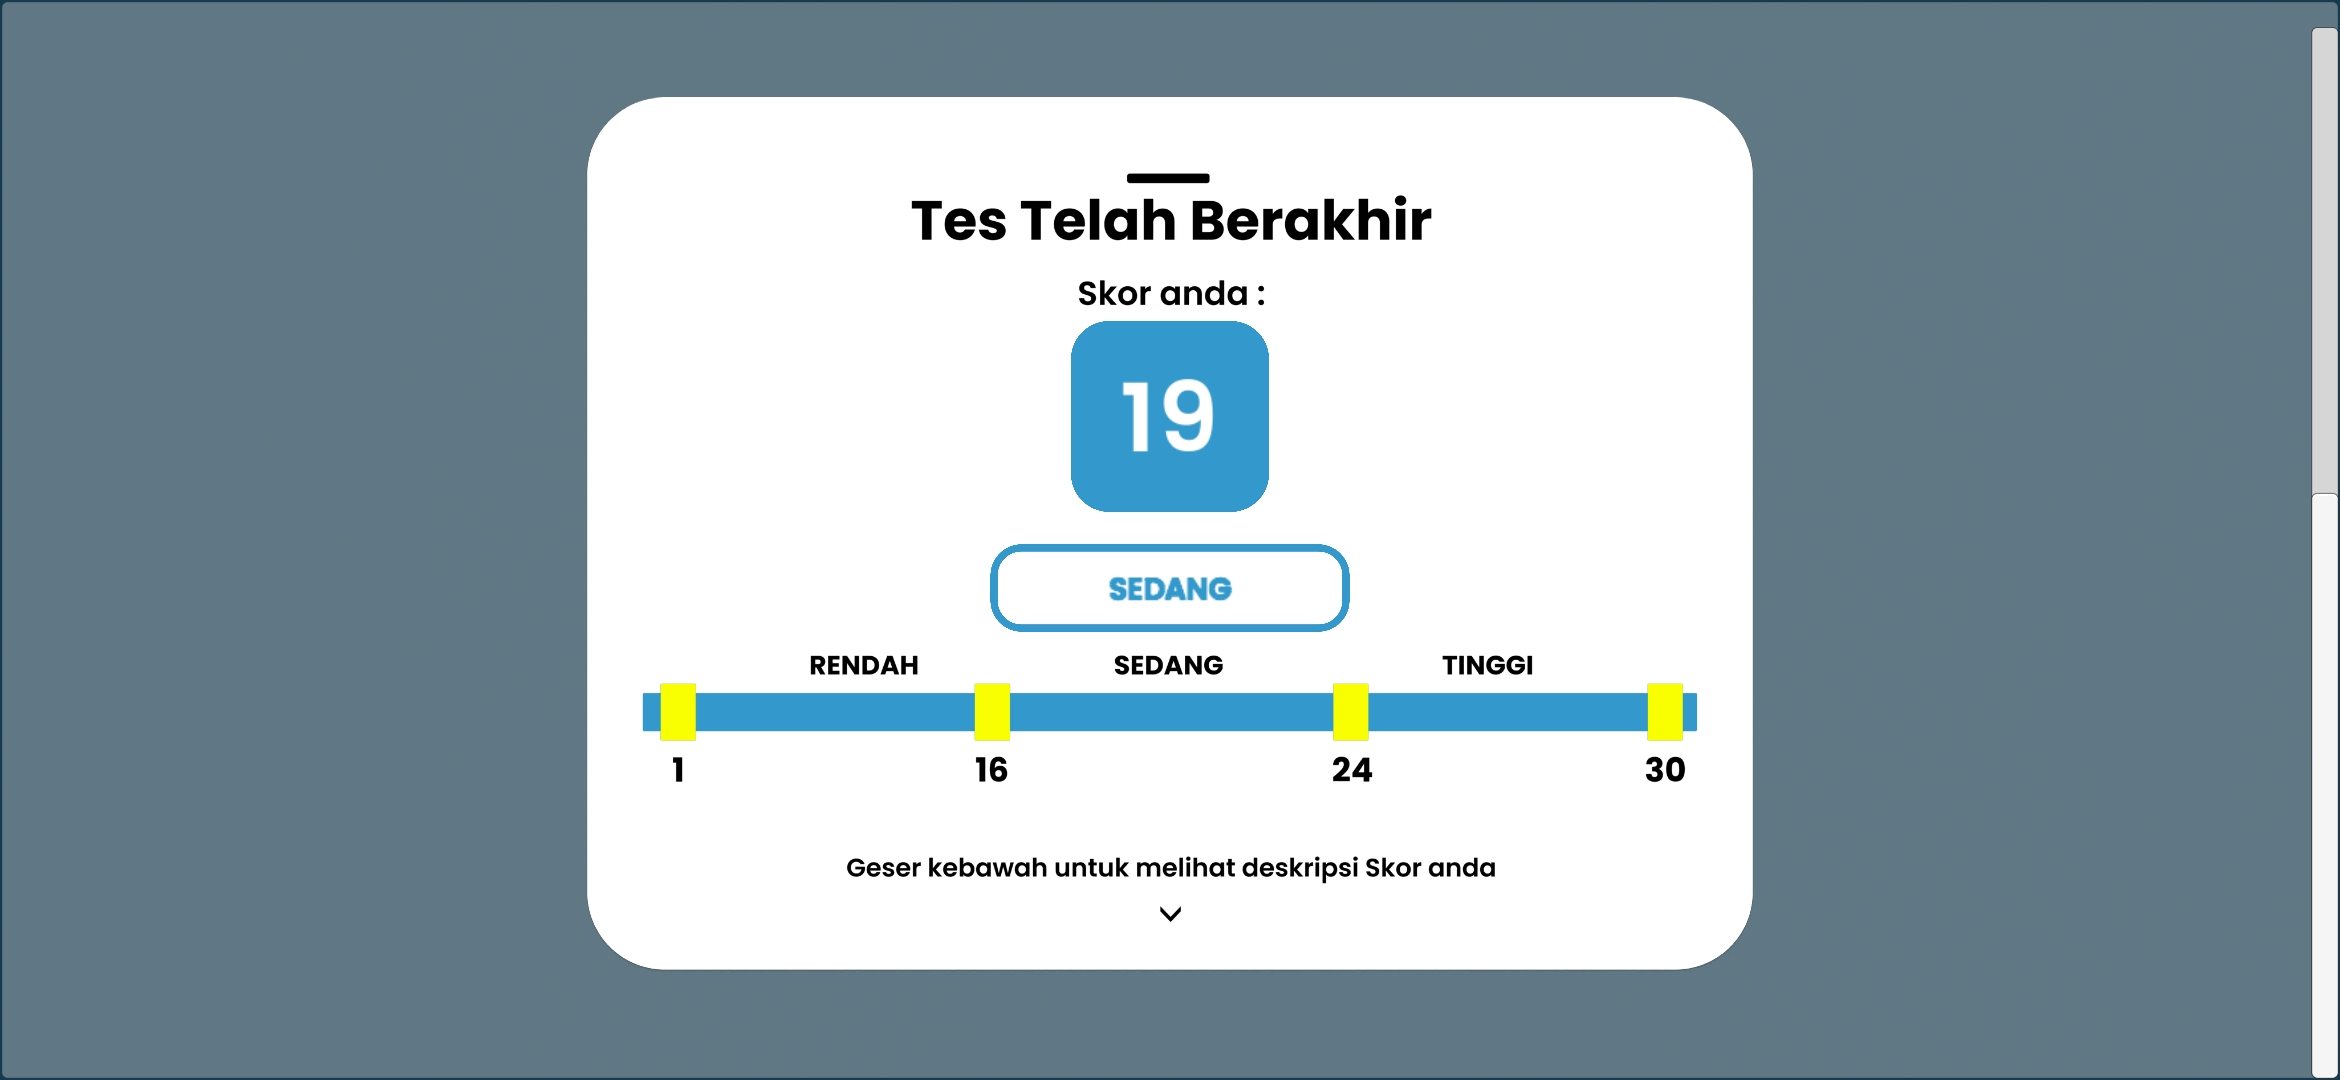 Tes Telah Berakhir
Skor anda :
19
SEDANG
RENDAH SEDANG TINGGI
1 16 24 30
Geser kebawah untuk melihat deskripsi Skor anda